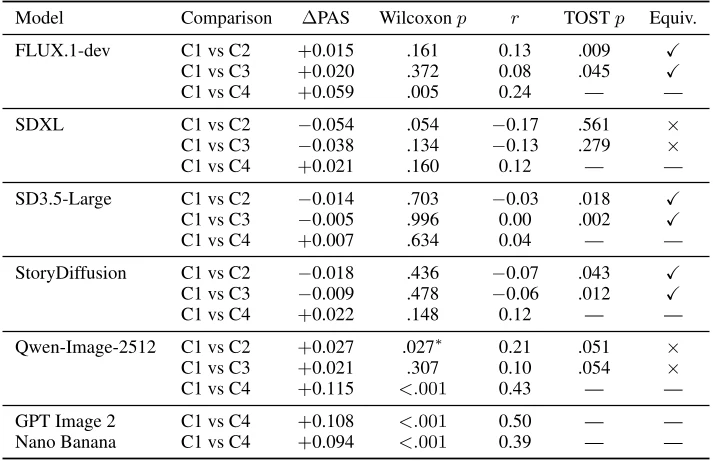 Model Comparison ΔPAS Wilcoxon p r TOST p Equiv.
FLUX.1-dev C1 vs C2 +0.015 .161 0.13 .009 ✓
C1 vs C3 +0.020 .372 0.08 .045 ✓
C1 vs C4 +0.059 .005 0.24 — —
SDXL C1 vs C2 −0.054 .054 −0.17 .561 ×
C1 vs C3 −0.038 .134 −0.13 .279 ×
C1 vs C4 +0.021 .160 0.12 — —
SD3.5-Large C1 vs C2 −0.014 .703 −0.03 .018 ✓
C1 vs C3 −0.005 .996 0.00 .002 ✓
C1 vs C4 +0.007 .634 0.04 — —
StoryDiffusion C1 vs C2 −0.018 .436 −0.07 .043 ✓
C1 vs C3 −0.009 .478 −0.06 .012 ✓
C1 vs C4 +0.022 .148 0.12 — —
Qwen-Image-2512 C1 vs C2 +0.027 .027* 0.21 .051 ×
C1 vs C3 +0.021 .307 0.10 .054 ×
C1 vs C4 +0.115 <.001 0.43 — —
GPT Image 2 C1 vs C4 +0.108 <.001 0.50 — —
Nano Banana C1 vs C4 +0.094 <.001 0.39 — —